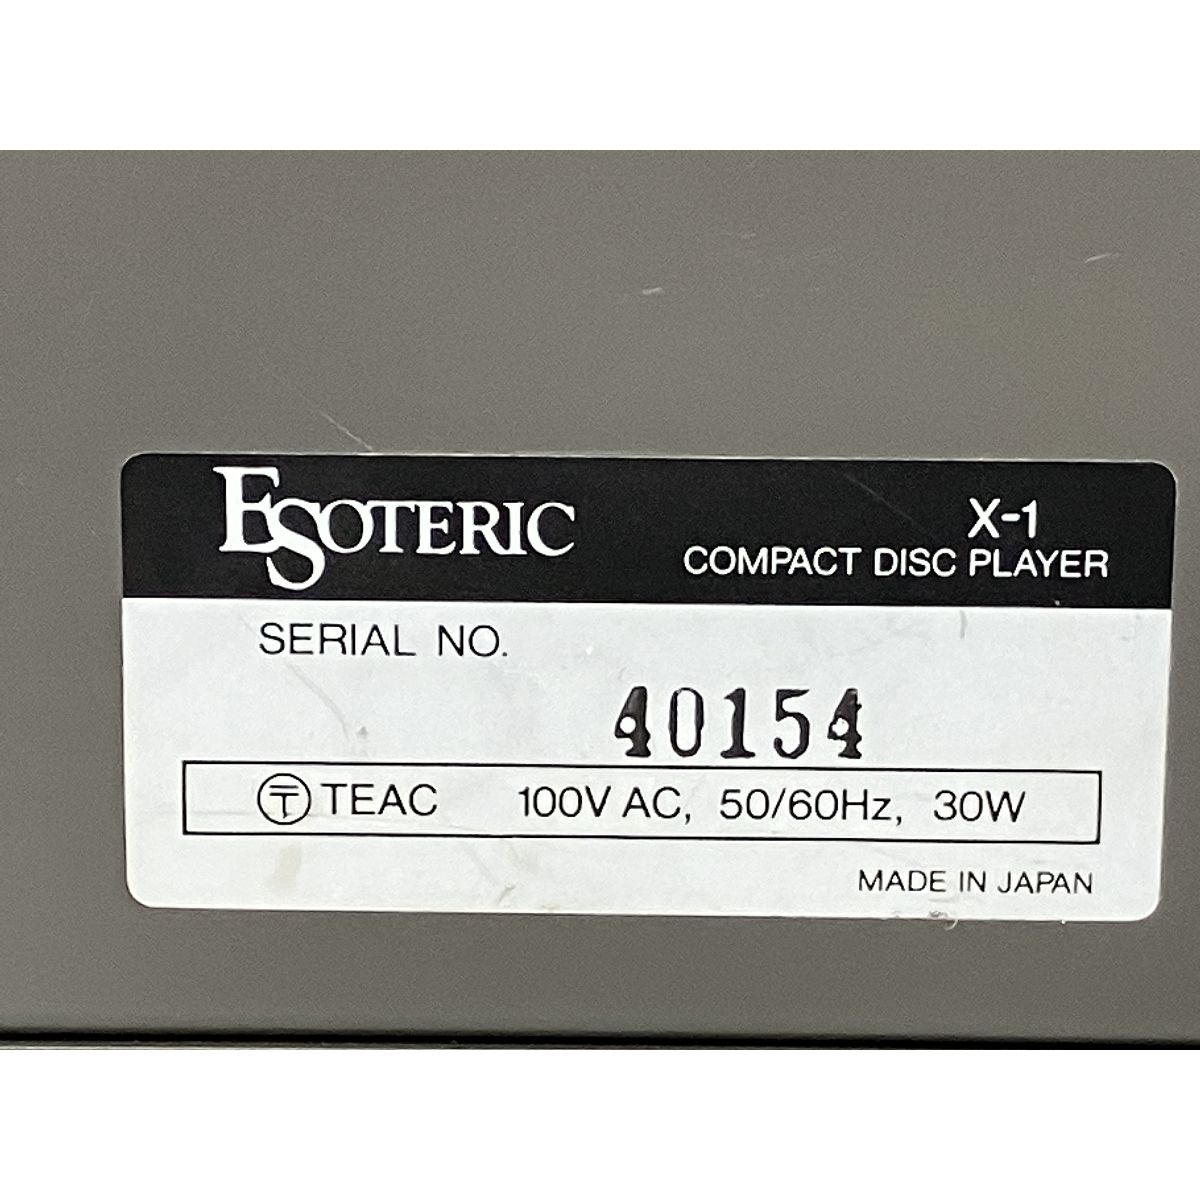 ESOTERIC
X-1
COMPACT DISC PLAYER
SERIAL NO.
40154
〒 TEAC 100V AC, 50/60Hz, 30W
MADE IN JAPAN